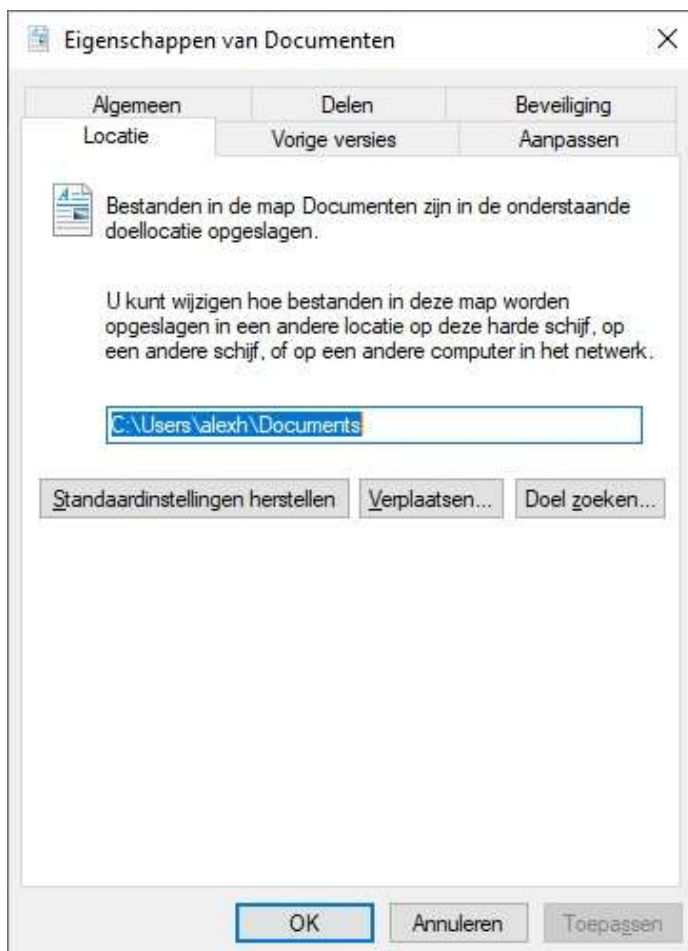 Eigenschappen van Documenten
Algemeen Delen Beveiliging
Locatie Vorige versies Aanpassen
Bestanden in de map Documenten zijn in de onderstaande
doellocatie opgeslagen.
U kunt wijzigen hoe bestanden in deze map worden
opgeslagen in een andere locatie op deze harde schijf, op
een andere schijf, of op een andere computer in het netwerk.
C:\Users\alexh\Documents
Standaardinstellingen herstellen Verplaatsen... Doel zoeken...
OK Annuleren Toepassen